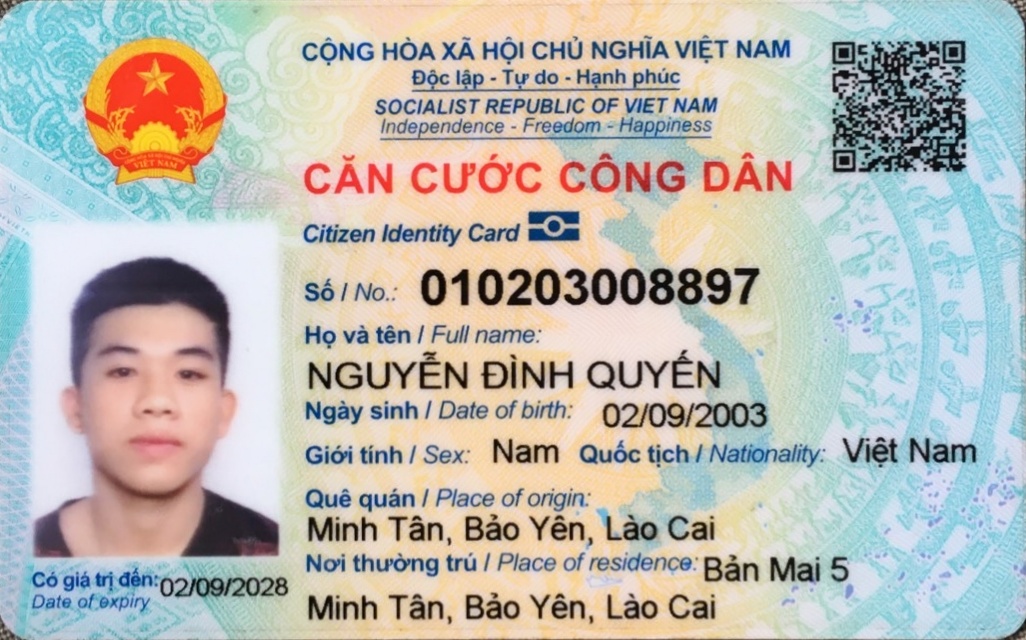 CỘNG HÒA XÃ HỘI CHỦ NGHĨA VIỆT NAM
Độc lập - Tự do - Hạnh phúc
SOCIALIST REPUBLIC OF VIET NAM
Independence - Freedom - Happiness
CĂN CƯỚC CÔNG DÂN
Citizen Identity Card
Số / No.: 010203008897
Họ và tên / Full name:
NGUYỄN ĐÌNH QUYẾN
Ngày sinh / Date of birth: 02/09/2003
Giới tính / Sex: Nam Quốc tịch / Nationality: Việt Nam
Quê quán / Place of origin:
Minh Tân, Bảo Yên, Lào Cai
Nơi thường trú / Place of residence: Bản Mai 5
Minh Tân, Bảo Yên, Lào Cai
Có giá trị đến: 02/09/2028
Date of expiry